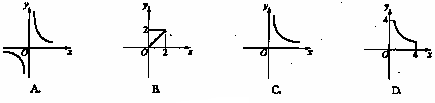 y y y y
4
2
O x O 2 x O x O 4 x
A. B. C. D.